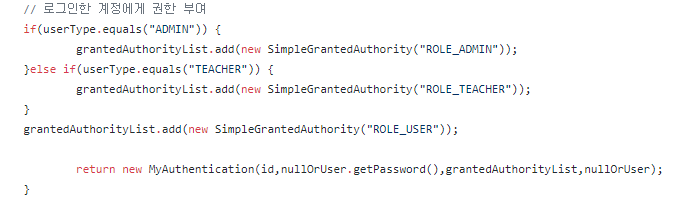 // 로그인한 계정에게 권한 부여
if(userType.equals("ADMIN")) {
grantedAuthorityList.add(new SimpleGrantedAuthority("ROLE_ADMIN"));
}else if(userType.equals("TEACHER")) {
grantedAuthorityList.add(new SimpleGrantedAuthority("ROLE_TEACHER"));
}
grantedAuthorityList.add(new SimpleGrantedAuthority("ROLE_USER"));
return new MyAuthentication(id,nullOrUser.getPassword(),grantedAuthorityList,nullOrUser);
}